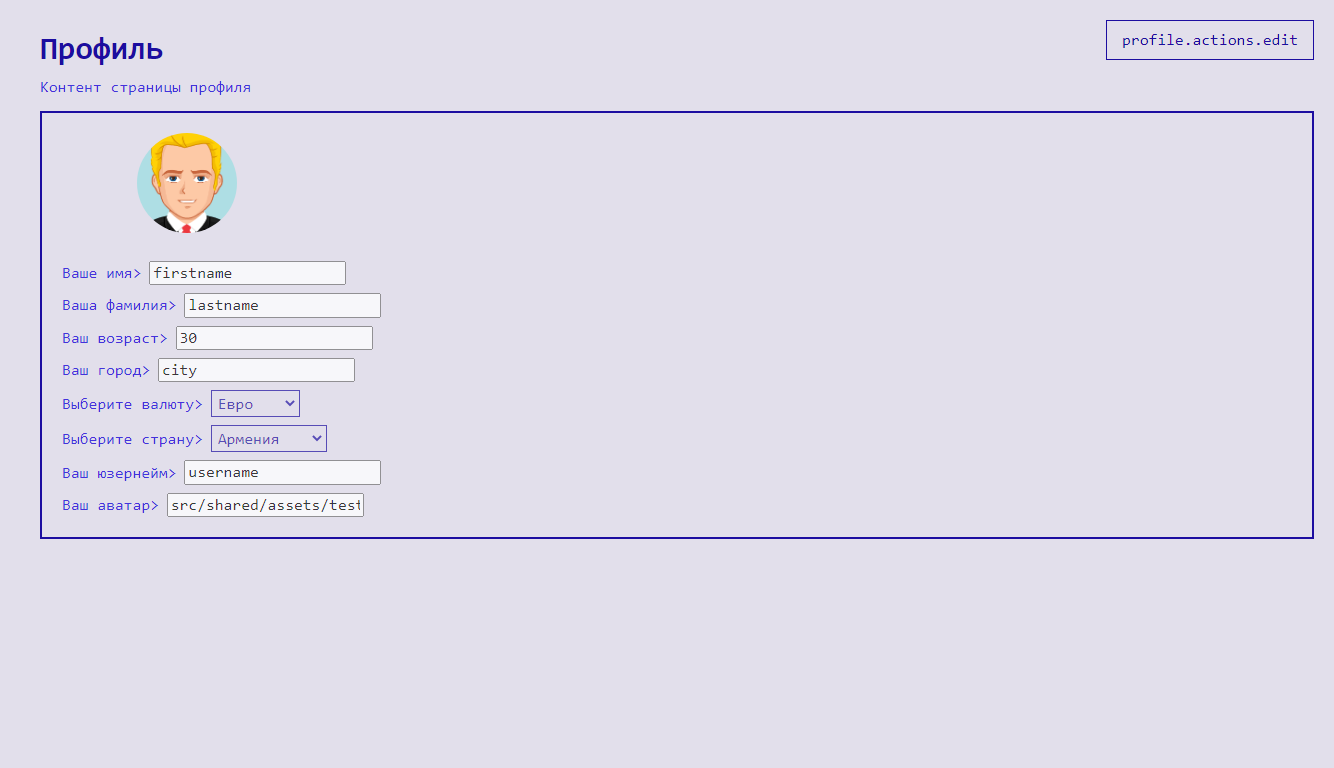 Профиль
profile.actions.edit
Контент страницы профиля
Ваше имя> firstname
Ваша фамилия> lastname
Ваш возраст> 30
Ваш город> city
Выберите валюту> Евро
Выберите страну> Армения
Ваш юзернейм> username
Ваш аватар> src/shared/assets/test